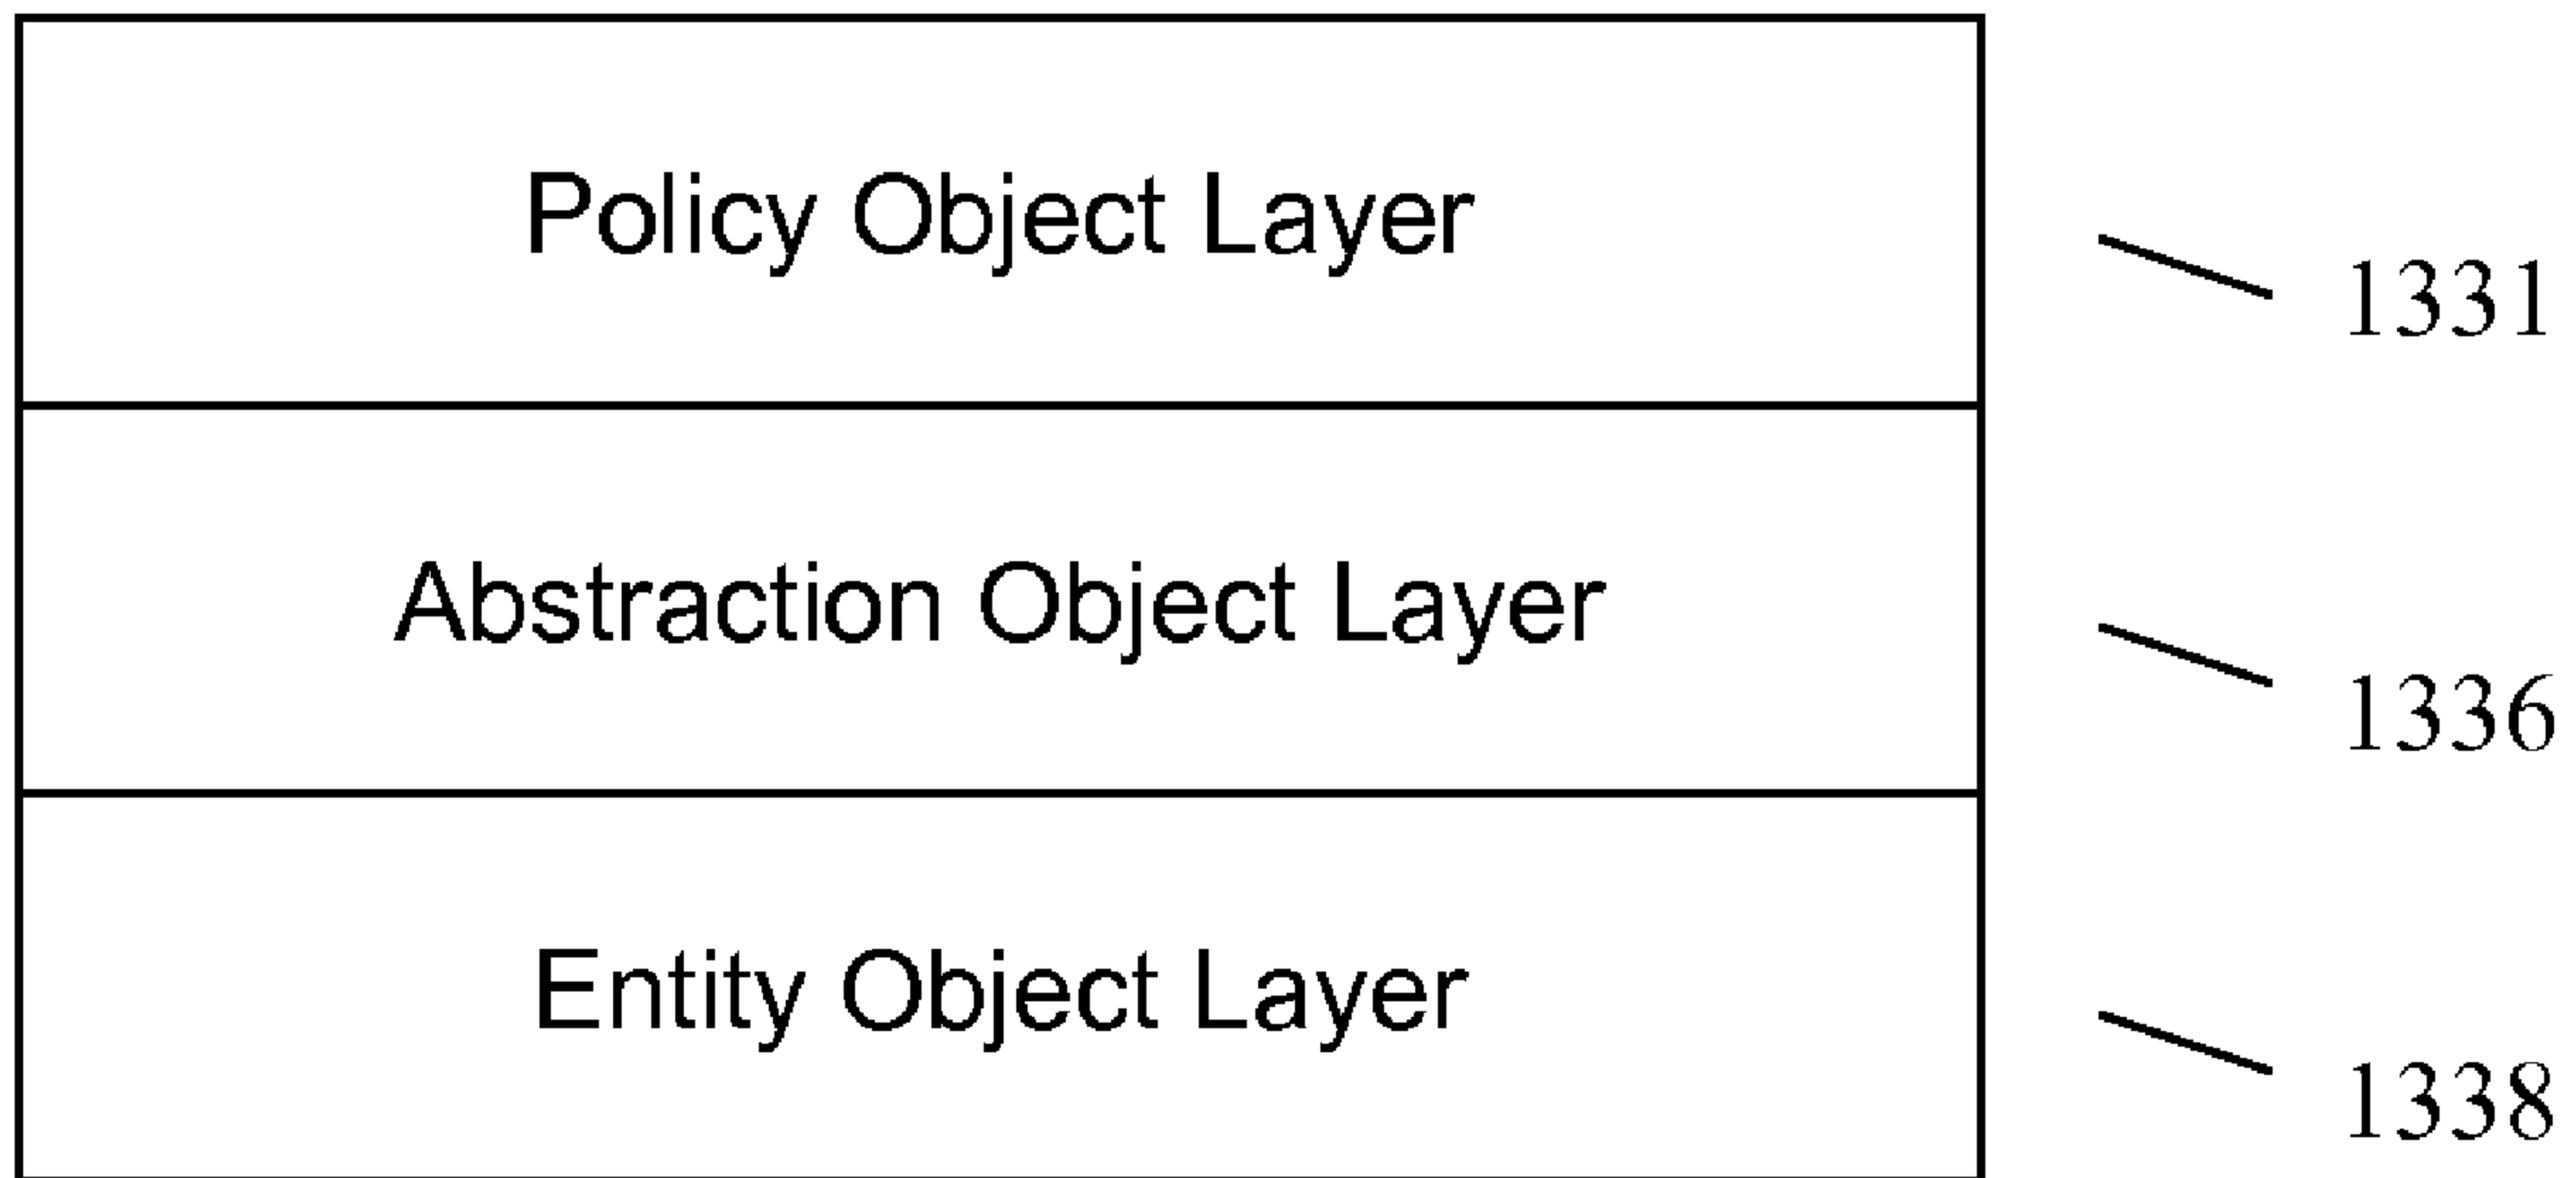 Policy Object Layer
1331
Abstraction Object Layer
1336
Entity Object Layer
1338